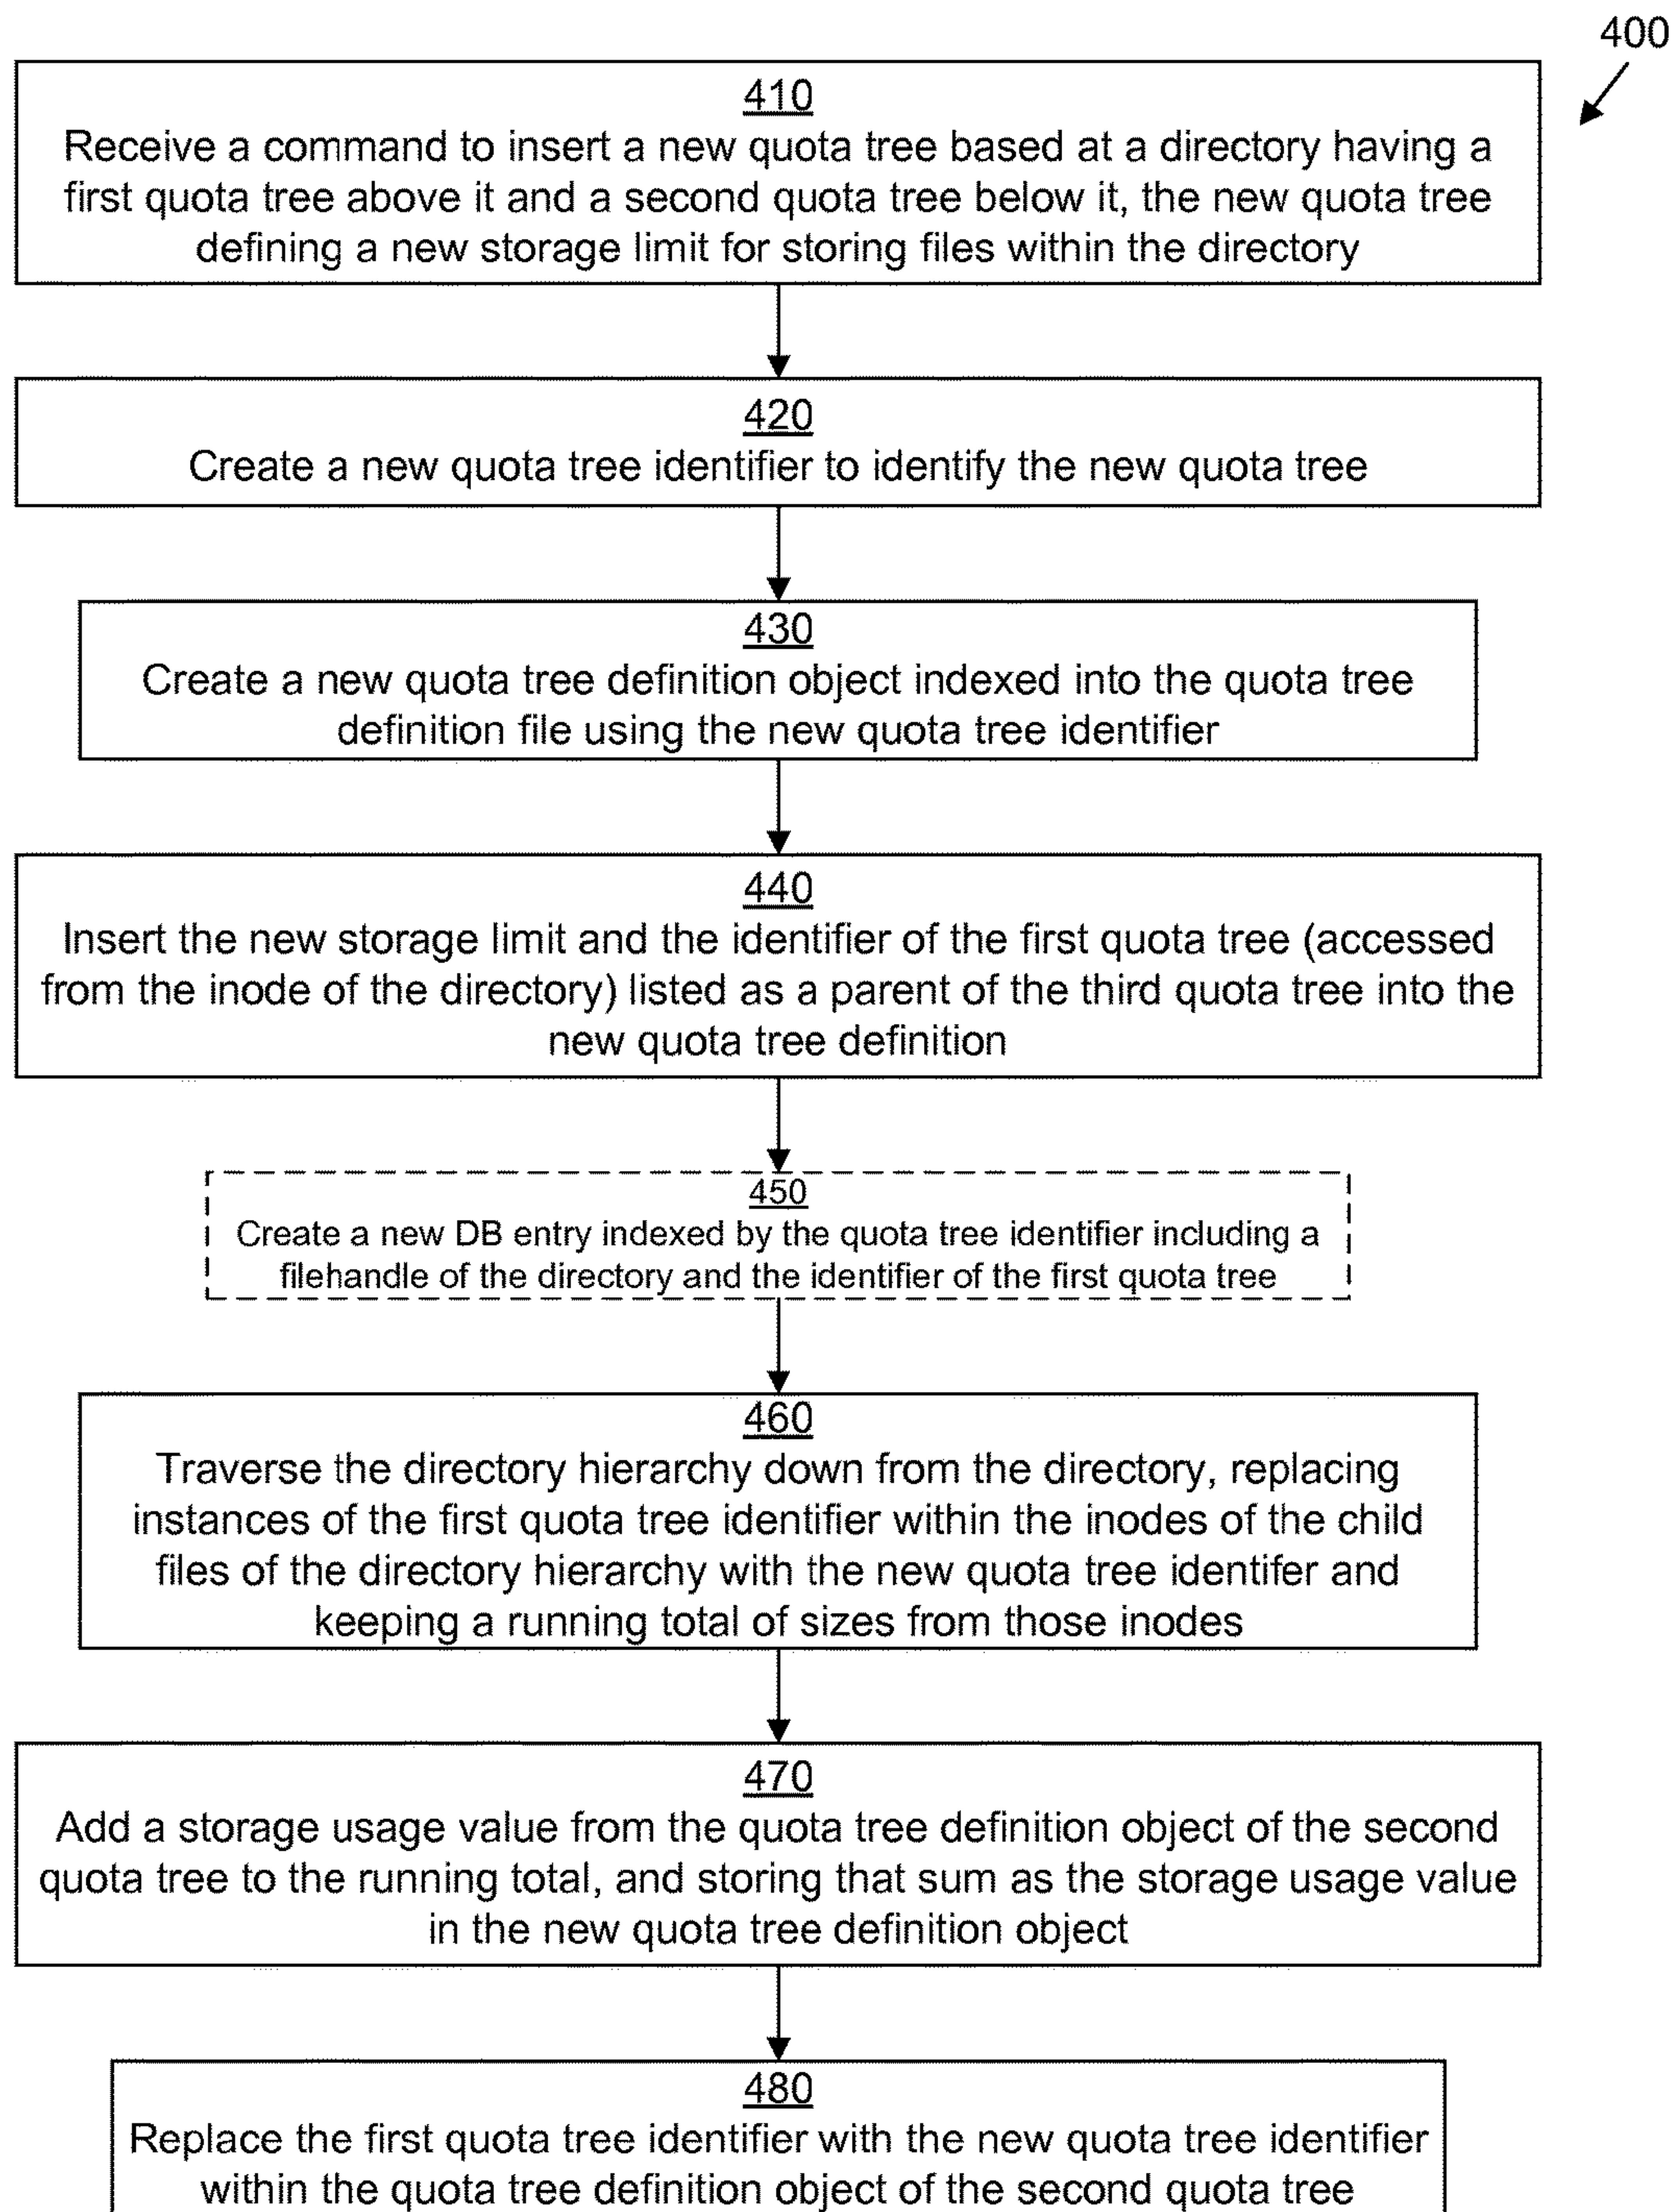 400
410
Receive a command to insert a new quota tree based at a directory having a
first quota tree above it and a second quota tree below it, the new quota tree
defining a new storage limit for storing files within the directory
420
Create a new quota tree identifier to identify the new quota tree
430
Create a new quota tree definition object indexed into the quota tree
definition file using the new quota tree identifier
440
Insert the new storage limit and the identifier of the first quota tree (accessed
from the inode of the directory) listed as a parent of the third quota tree into the
new quota tree definition
450
Create a new DB entry indexed by the quota tree identifier including a
filehandle of the directory and the identifier of the first quota tree
460
Traverse the directory hierarchy down from the directory, replacing
instances of the first quota tree identifier within the inodes of the child
files of the directory hierarchy with the new quota tree identifer and
keeping a running total of sizes from those inodes
470
Add a storage usage value from the quota tree definition object of the second
quota tree to the running total, and storing that sum as the storage usage value
in the new quota tree definition object
480
Replace the first quota tree identifier with the new quota tree identifier
within the quota tree definition object of the second quota tree